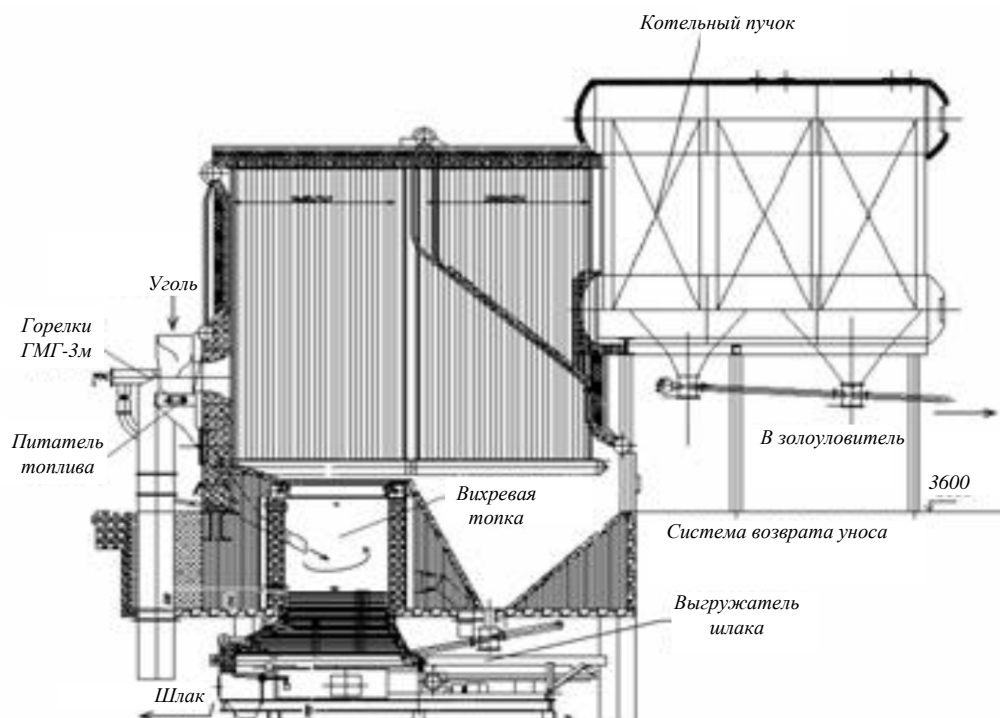 Котельный пучок
Уголь
Горелки
ГМГ-3м
Питатель
топлива
Вихревая
топка
В золоуловитель
3600
Система возврата уноса
Выгружатель
шлака
Шлак